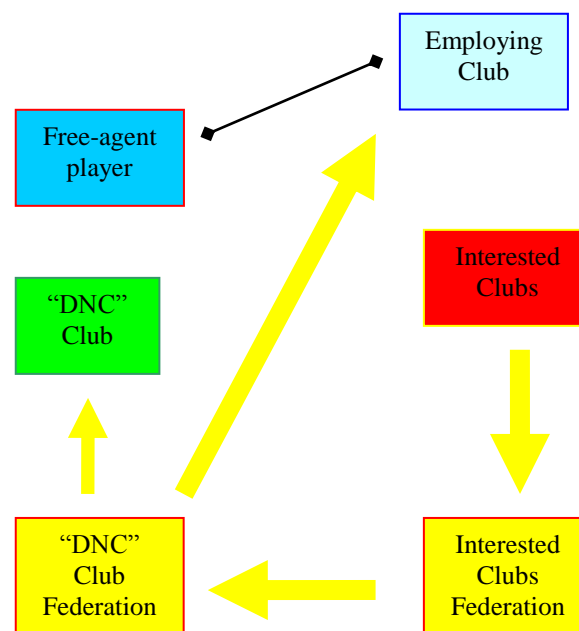 Employing
Club
Free-agent
player
Interested
Clubs
“DNC”
Club
“DNC”
Club
Federation
Interested
Clubs
Federation